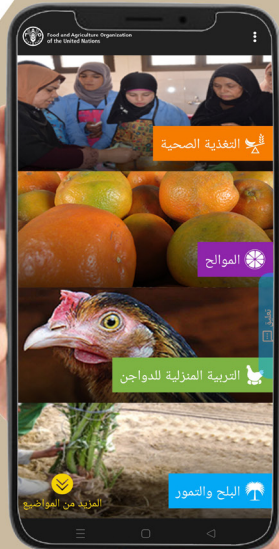 Food and Agriculture Organization
of the United Nations
التغذية الصحية
الموالح
تعليق
التربية المنزلية للدواجن
البلح والتمور
المزيد من المواضيع